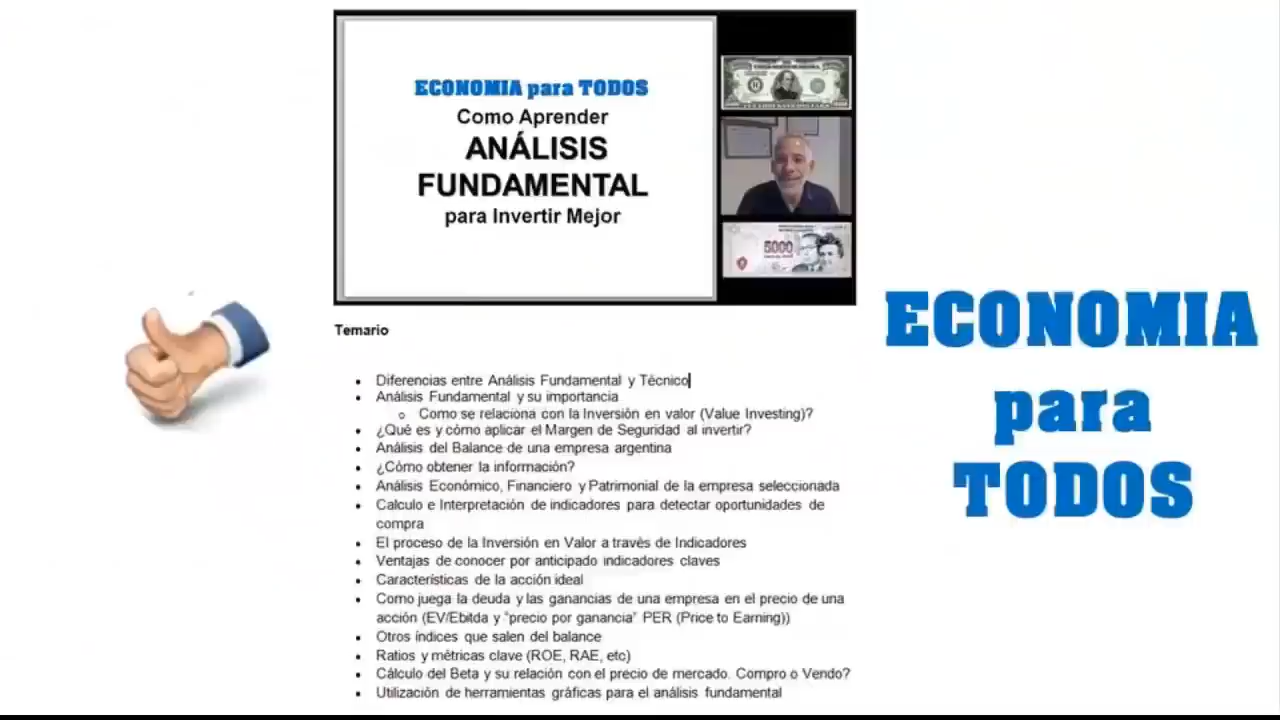 ECONOMIA para TODOS
Como Aprender
ANÁLISIS
FUNDAMENTAL
para Invertir Mejor
5000
Temario
Diferencias entre Análisis Fundamental y Técnico
Análisis Fundamental y su importancia
Como se relaciona con la Inversión en valor (Value Investing)?
¿Qué es y cómo aplicar el Margen de Seguridad al invertir?
Análisis del Balance de una empresa argentina
¿Cómo obtener la información?
Análisis Económico, Financiero y Patrimonial de la empresa seleccionada
Calculo e Interpretación de indicadores para detectar oportunidades de
compra
El proceso de la Inversión en Valor a través de Indicadores
Ventajas de conocer por anticipado indicadores claves
Características de la acción ideal
Como juega la deuda y las ganancias de una empresa en el precio de una
acción (EV/Ebitda y "precio por ganancia" PER (Price to Earning))
Otros índices que salen del balance
Ratios y métricas clave (ROE, RAE, etc)
Cálculo del Beta y su relación con el precio de mercado. Compro o Vendo?
Utilización de herramientas gráficas para el análisis fundamental
ECONOMIA
para
TODOS